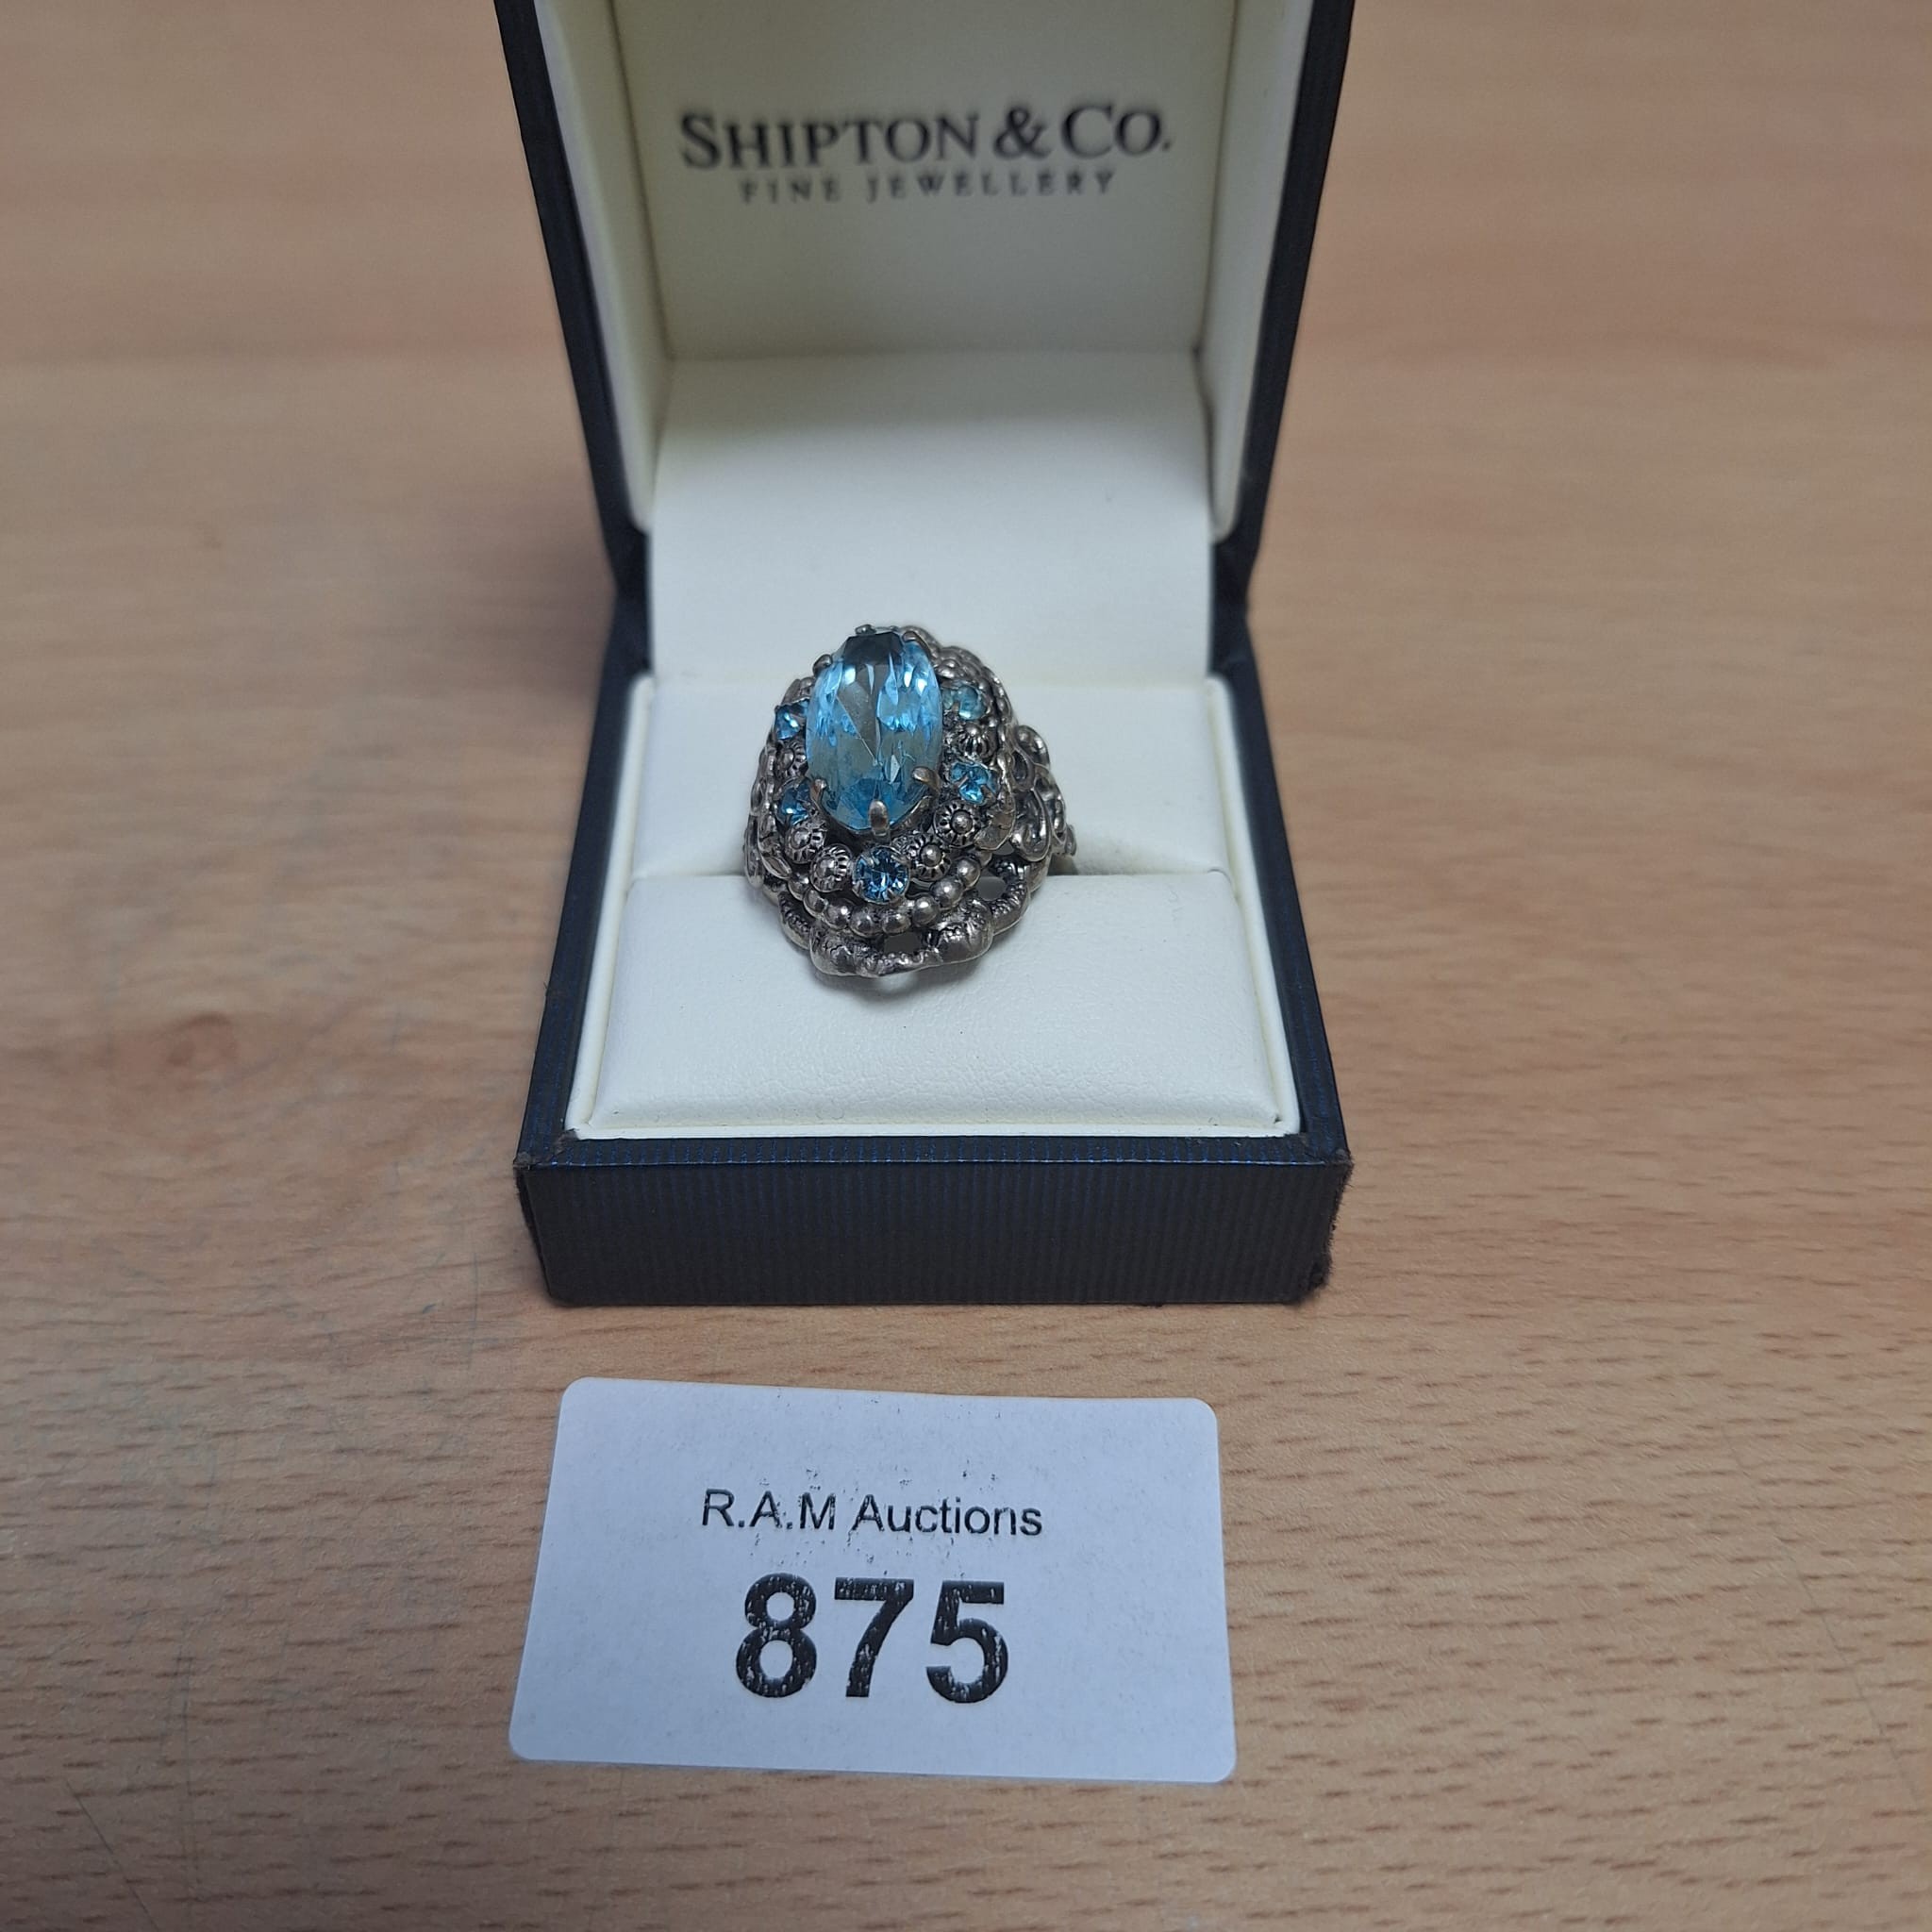 SHIPTON & CO.
FINE JEWELLERY
R.A.M Auctions
875